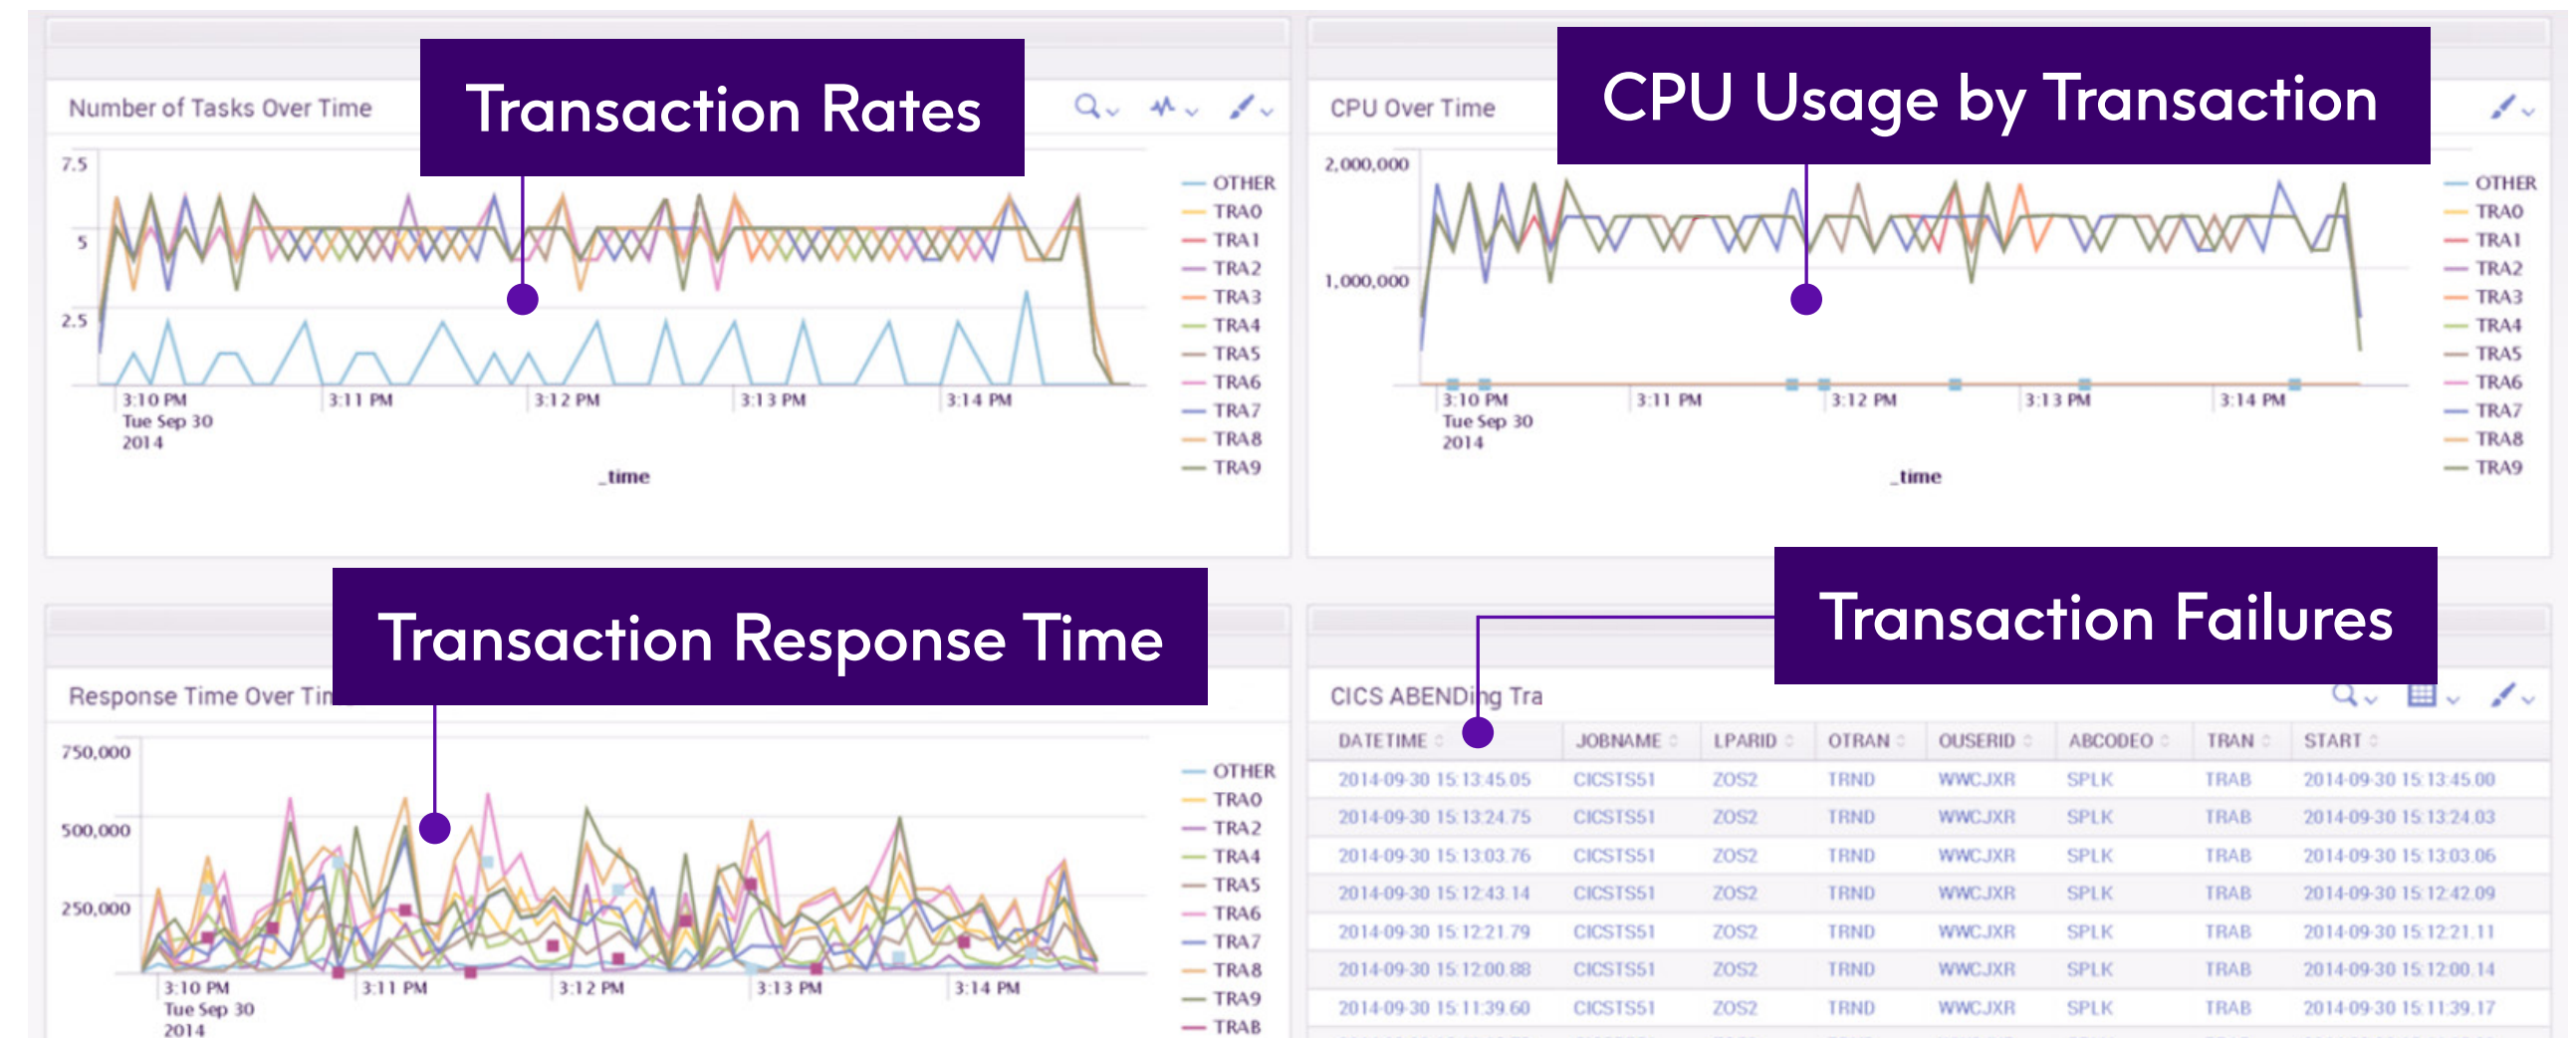 Transaction Rates
Number of Tasks Over Time
7.5
5
2.5
3:10 PM 3:11 PM 3:12 PM 3:13 PM 3:14 PM
Tue Sep 30
2014
_time
OTHER
TRA0
TRA1
TRA2
TRA3
TRA4
TRA5
TRA6
TRA7
TRA8
TRA9
CPU Usage by Transaction
CPU Over Time
2,000,000
1,000,000
3:10 PM 3:11 PM 3:12 PM 3:13 PM 3:14 PM
Tue Sep 30
2014
_time
OTHER
TRA0
TRA1
TRA2
TRA3
TRA4
TRA5
TRA6
TRA7
TRA8
TRA9
Transaction Response Time
Response Time Over Tim
750,000
500,000
250,000
3:10 PM 3:11 PM 3:12 PM 3:13 PM 3:14 PM
Tue Sep 30
2014
OTHER
TRA0
TRA2
TRA4
TRA5
TRA6
TRA7
TRA8
TRA9
TRAB
Transaction Failures
CICS ABENDing Tra
DATETIME JOBNAME LPARID OTRAN OUSERID ABCODEO TRAN START
2014-09-30 15:13:45.05 CICSTS51 ZOS2 TRND WWCJXR SPLK TRAB 2014-09-30 15:13:45.00
2014-09-30 15:13:24.75 CICSTS51 ZOS2 TRND WWCJXR SPLK TRAB 2014-09-30 15:13:24.03
2014-09-30 15:13:03.76 CICSTS51 ZOS2 TRND WWCJXR SPLK TRAB 2014-09-30 15:13:03.06
2014-09-30 15:12:43.14 CICSTS51 ZOS2 TRND WWCJXR SPLK TRAB 2014-09-30 15:12:42.09
2014-09-30 15:12:21.79 CICSTS51 ZOS2 TRND WWCJXR SPLK TRAB 2014-09-30 15:12:21.11
2014-09-30 15:12:00.88 CICSTS51 ZOS2 TRND WWCJXR SPLK TRAB 2014-09-30 15:12:00.14
2014-09-30 15:11:39.60 CICSTS51 ZOS2 TRND WWCJXR SPLK TRAB 2014-09-30 15:11:39.17